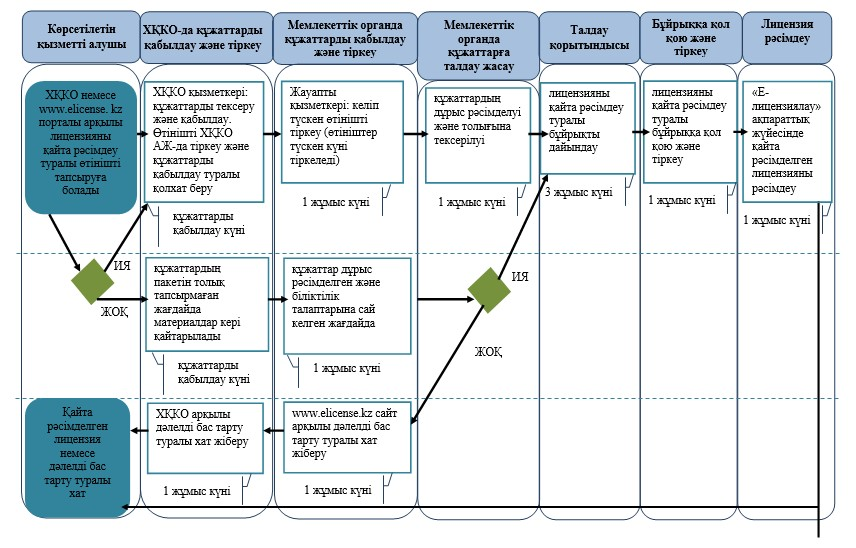 Көрсетілетін
қызметті алушы
ХҚКО-да құжаттарды
қабылдау және тіркеу
Мемлекеттік органда
құжаттарды қабылдау
және тіркеу
Мемлекеттік
органда
құжаттарға
талдау жасау
Талдау
қорытындысы
Бұйрыққа қол
қою және
тіркеу
Лицензия
рәсімдеу
ХҚКО немесе
www.elicense. kz
порталы арқылы
лицензияны
қайта рәсімдеу
туралы өтінішті
тапсыруға
болады
ХҚКО қызметкері:
құжаттарды тексеру
және қабылдау.
Өтінішті ХҚКО
АЖ-да тіркеу және
құжаттарды
қабылдау туралы
қолхат беру
Жауапты
қызметкері: келіп
түскен өтінішті
тіркеу (өтініштер
түскен күні
тіркеледі)
құжаттардың
дұрыс рәсімделуі
және толығына
тексерілуі
лицензияны
қайта рәсімдеу
туралы
бұйрықты
дайындау
лицензияны
қайта рәсімдеу
туралы
бұйрыққа қол
қою және
тіркеу
«Е-
лицензиялау»
ақпараттық
жүйесінде
қайта
рәсімделген
лицензияны
рәсімдеу
құжаттарды
қабылдау күні
1 жұмыс күні
1 жұмыс күні
3 жұмыс күні
1 жұмыс күні
1 жұмыс күні
ИЯ
ЖОҚ
құжаттардың
пакетін толық
тапсырмаған
жағдайда
материалдар кері
қайтарылады
құжаттар дұрыс
рәсімделген және
біліктілік
талаптарына сай
келген жағдайда
ИЯ
ЖОҚ
құжаттарды
қабылдау күні
1 жұмыс күні
Қайта
рәсімделген
лицензия
немесе
дәлелді бас
тарту туралы
хат
ХҚКО арқылы
дәлелді бас тарту
туралы хат жіберу
www.elicense.kz сайт
арқылы дәлелді бас
тарту туралы хат
жіберу
1 жұмыс күні
1 жұмыс күні